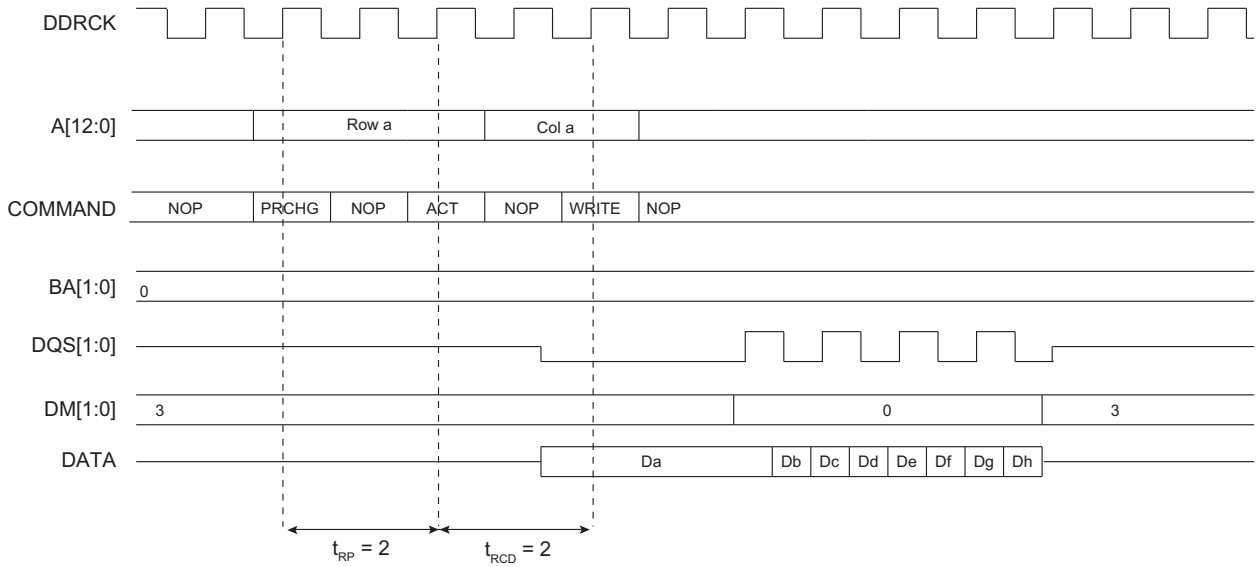 DDRCK
A[12:0] Row a Col a
COMMAND NOP PRCHG NOP ACT NOP WRITE NOP
BA[1:0] 0
DQS[1:0]
DM[1:0] 3 0 3
DATA Da Db Dc Dd De Df Dg Dh
tRP = 2 tRCD = 2